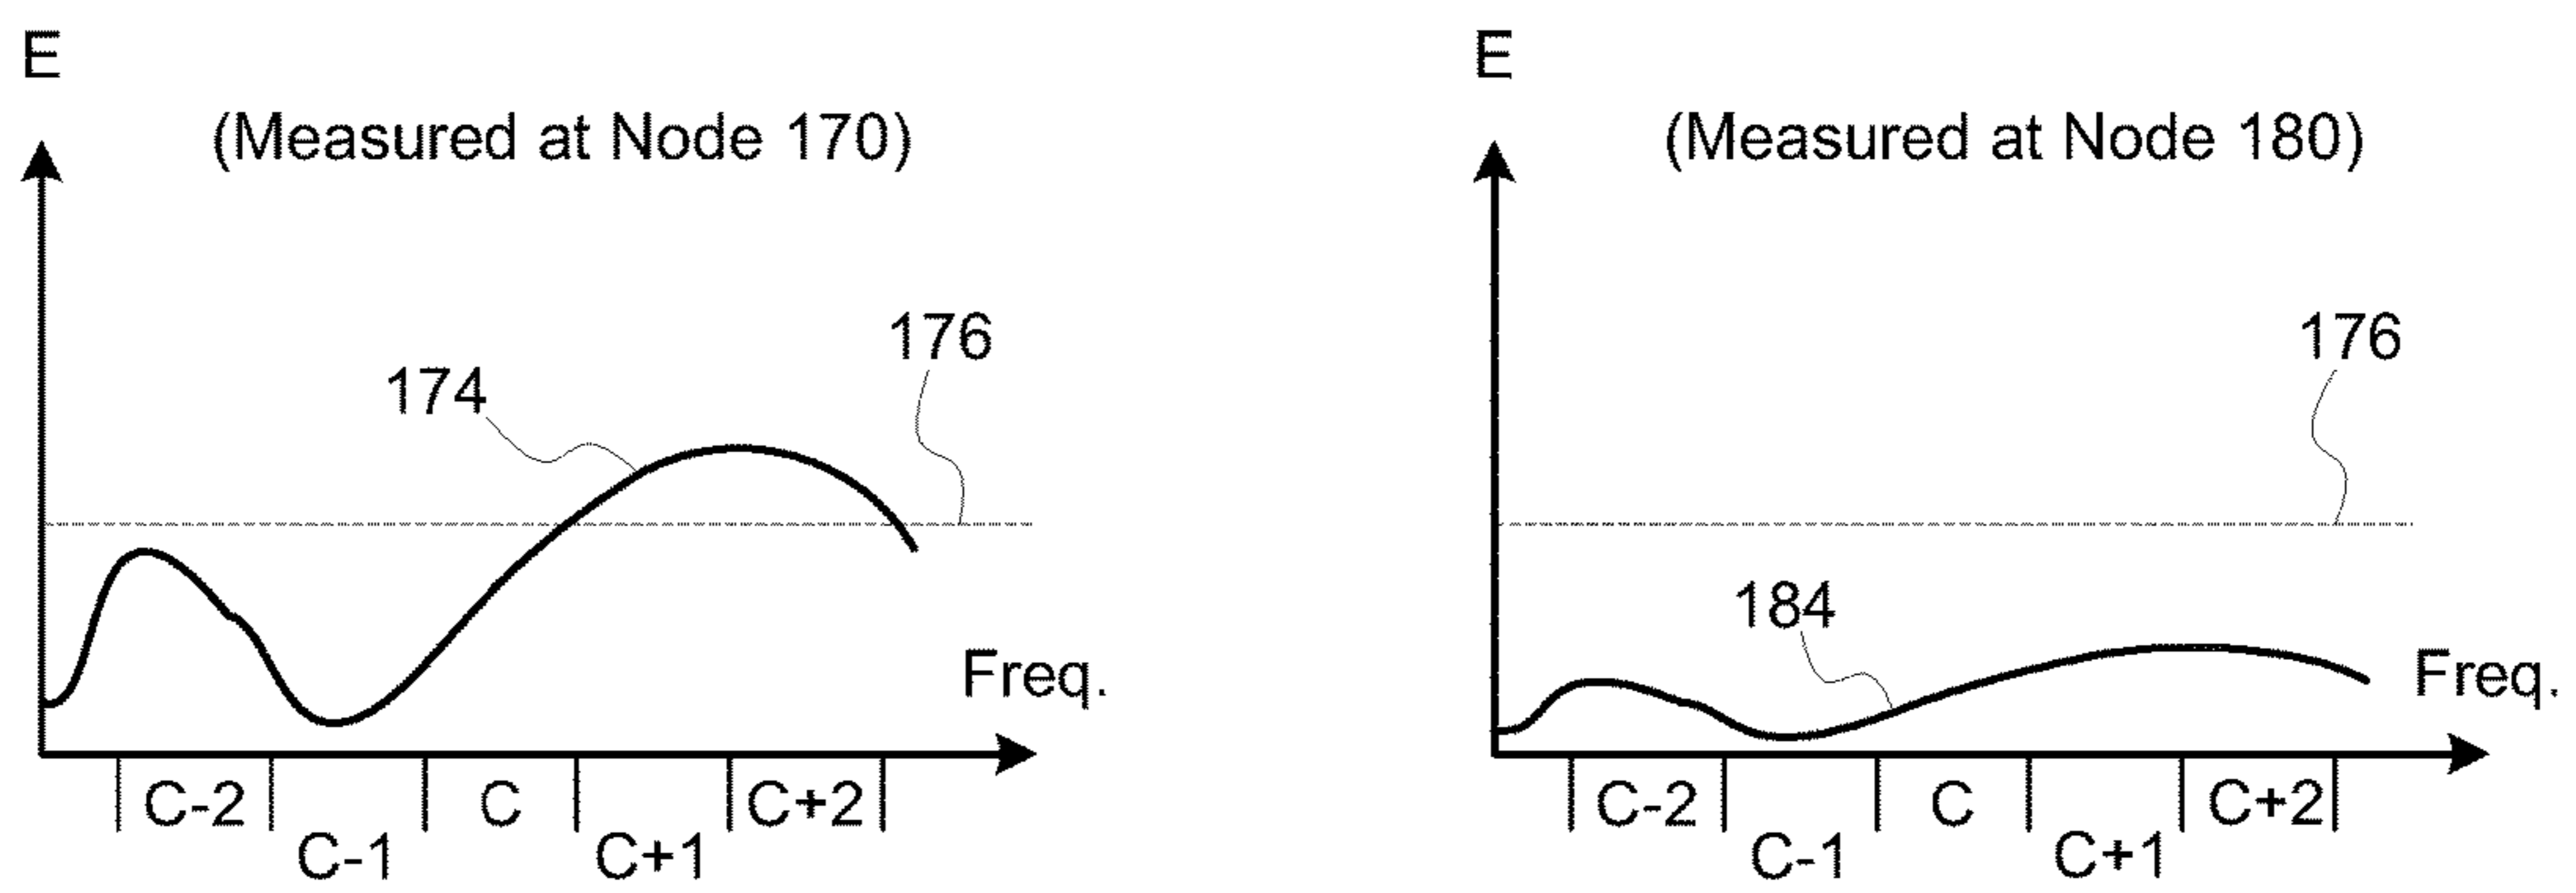 E
(Measured at Node 170)
176
174
Freq.
C-2
C
C+2
C-1
C+1
E
(Measured at Node 180)
176
184
Freq.
C-2
C
C+2
C-1
C+1